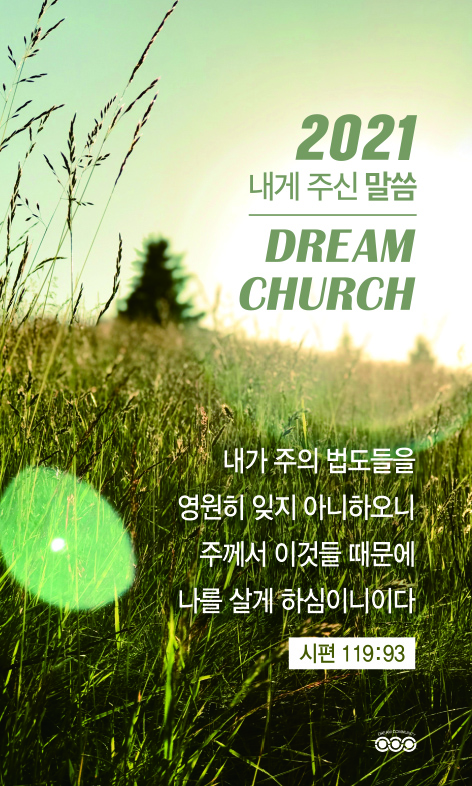 2021
내게 주신 말씀
DREAM
CHURCH
내가 주의 법도들을
영원히 잊지 아니하오니
주께서 이것들 때문에
나를 살게 하심이니이다
시편 119:93